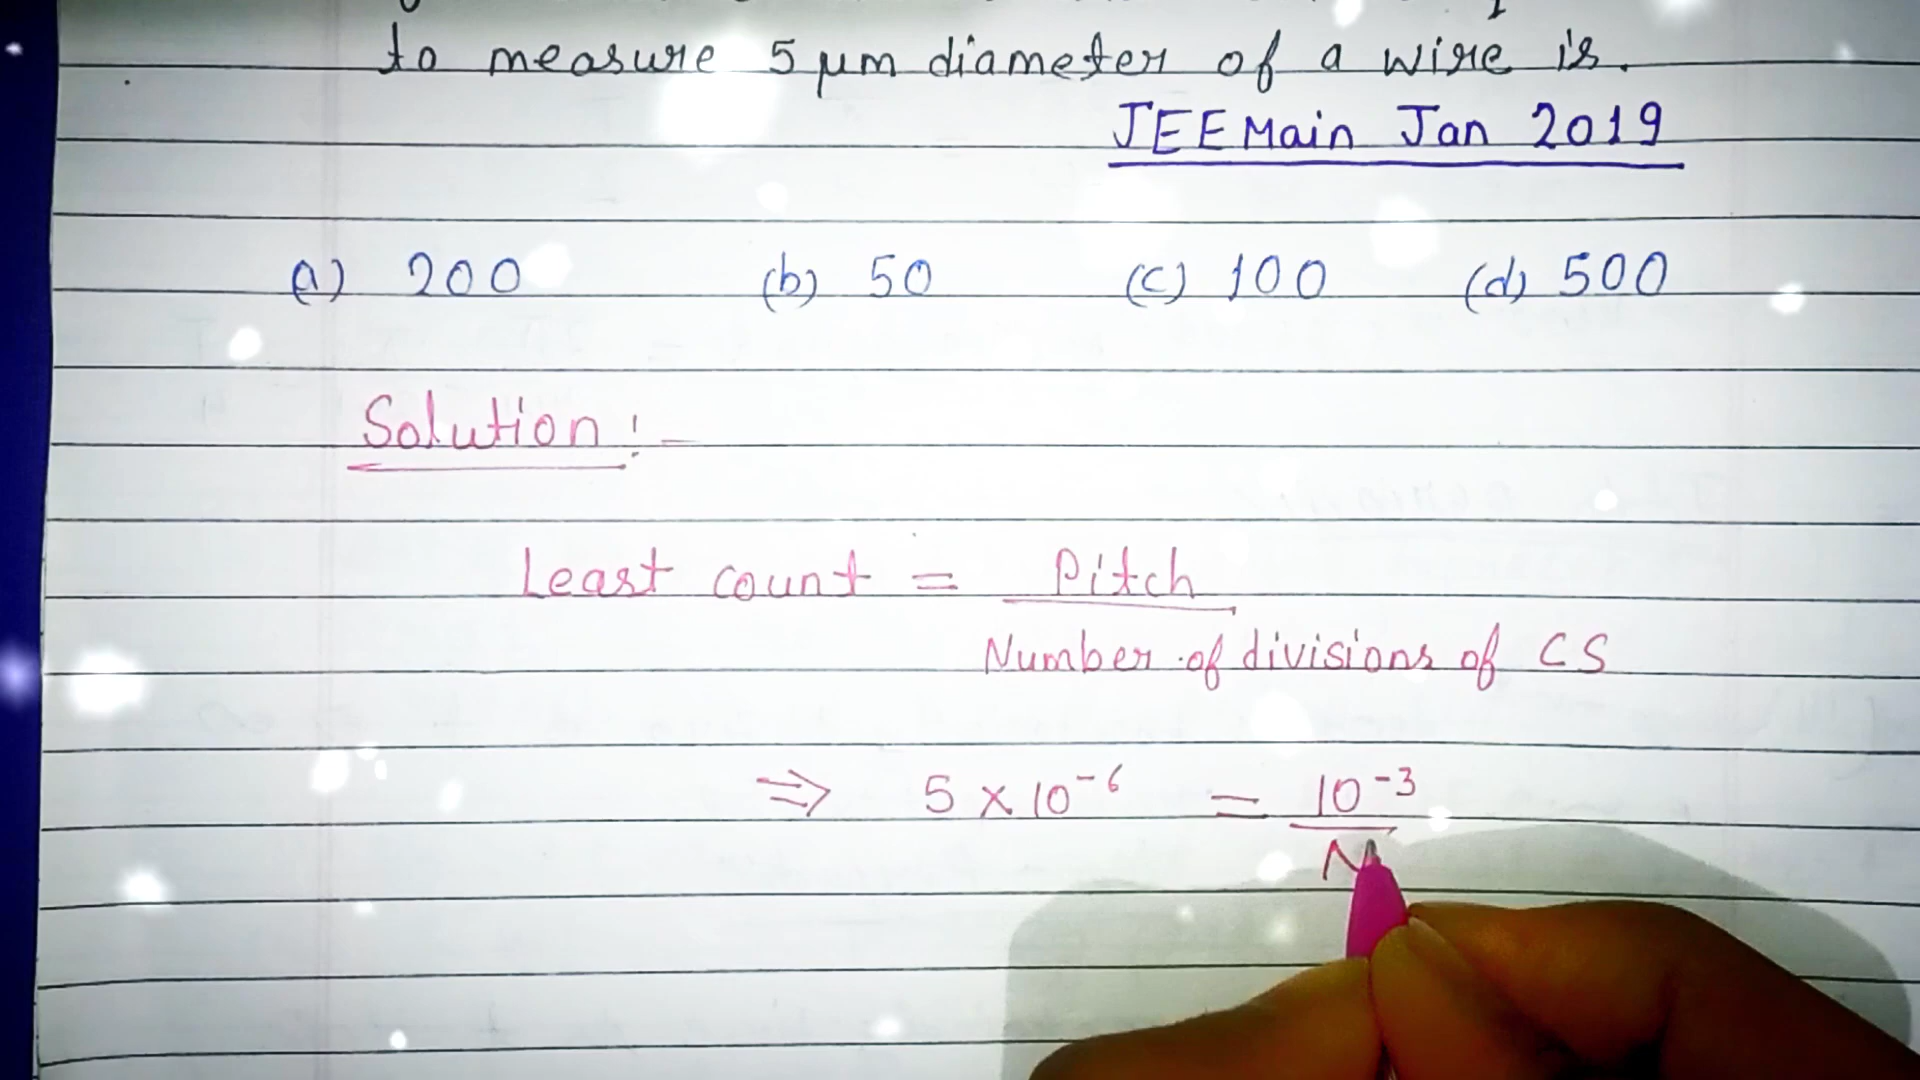 to measure 5 μm diameter of a wire is.
JEE Main Jan 2019
(a) 200 (b) 50 (c) 100 (d) 500
Solution :-
Least count = Pitch
Number of divisions of CS
⇒ 5 × 10⁻⁶ = 10⁻³
N